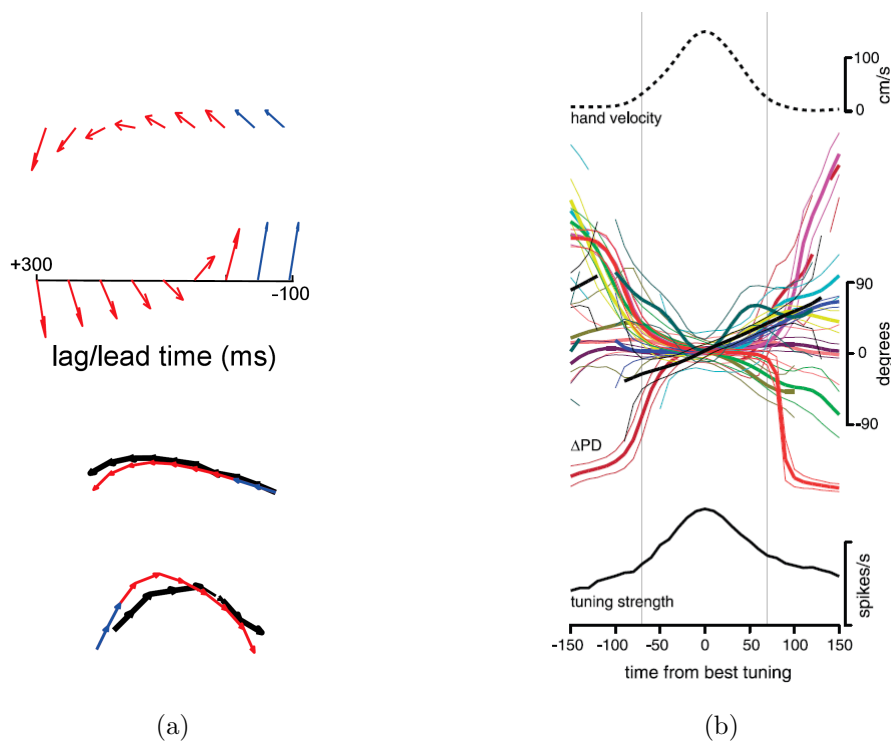 +300
-100
lag/lead time (ms)
(a)
100
0
cm/s
hand velocity
90
0
-90
degrees
ΔPD
tuning strength
spikes/s
-150 -100 -50 0 50 100 150
time from best tuning
(b)